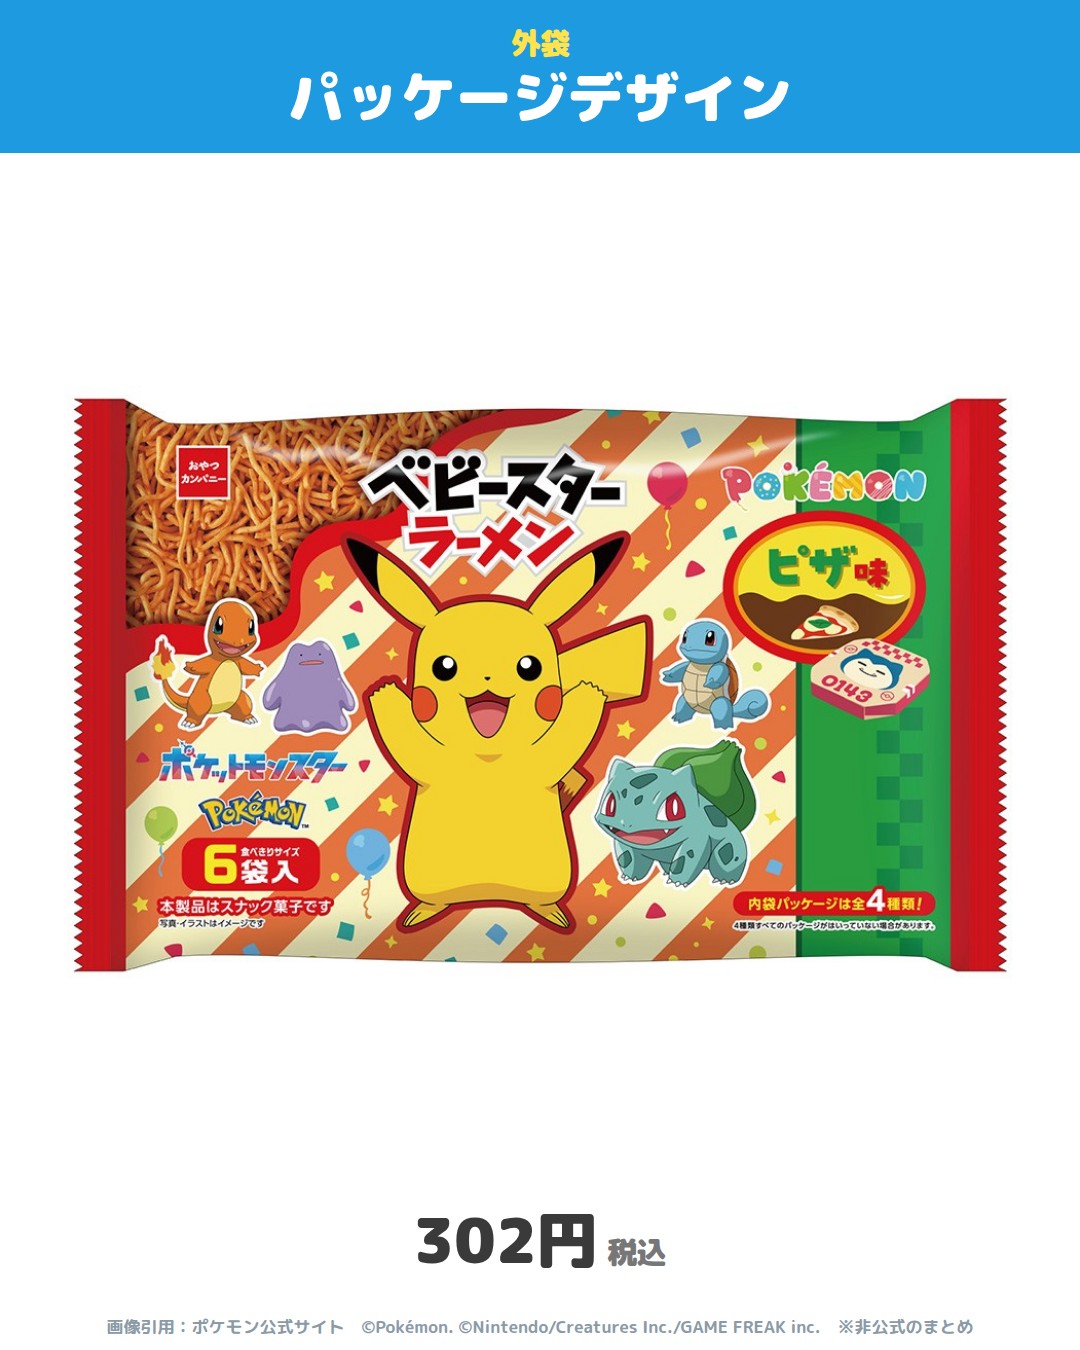 外袋
パッケージデザイン
おやつ
カンパニー
ベビースター
ラーメン
POKÉMON
ピザ味
0143
ポケットモンスター
POKéMON™
6袋入
食べきりサイズ
本製品はスナック菓子です
写真・イラストはイメージです
内袋パッケージは全4種類!
4種類すべてのパッケージがはいっていない場合があります。
302円 税込
画像引用：ポケモン公式サイト ©Pokémon. ©Nintendo/Creatures Inc./GAME FREAK inc. ※非公式のまとめ